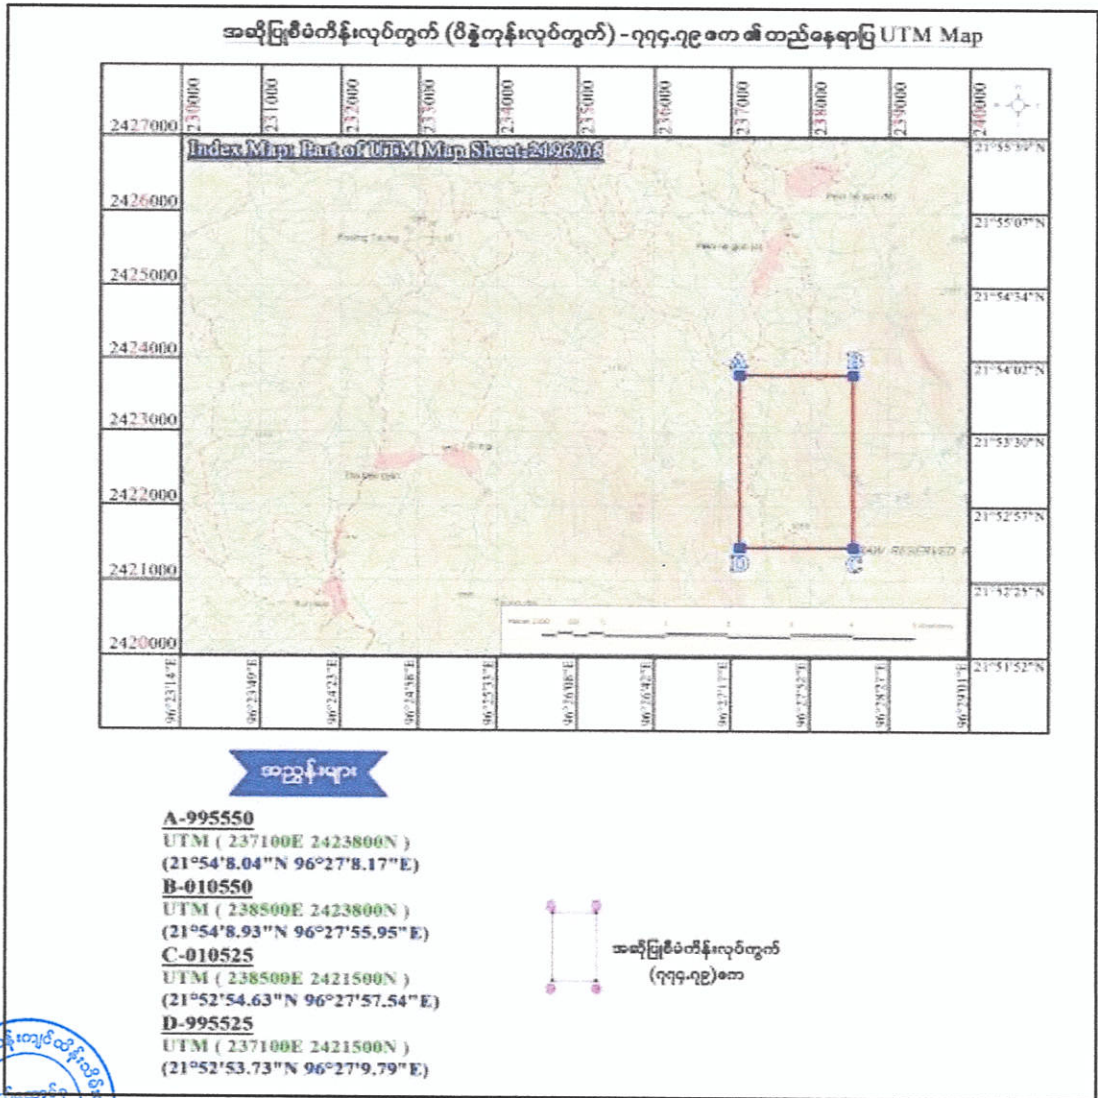 အဆိုပြုစီမံကိန်းလုပ်ကွက် (ပိန္နဲကုန်းလုပ်ကွက်) -၇၇၄.၇၉ ဧက ၏ တည်နေရာပြ UTM Map
230000 231000 232000 233000 234000 235000 236000 237000 238000 239000 240000
Index Map: Part of UTM Map Sheet-2196/05
2427000
2426000
2425000
2424000
2423000
2422000
2421000
2420000
21°55'07"N
21°54'34"N
21°54'02"N
21°53'30"N
21°52'57"N
21°52'25"N
21°51'52"N
A B
D C
RESERVED
96°23'14"E 96°23'49"E 96°24'23"E 96°24'58"E 96°25'33"E 96°26'08"E 96°26'42"E 96°27'17"E 96°27'52"E 96°28'27"E 96°29'01"E
အညွှန်းများ
A-995550
UTM ( 237100E 2423800N )
(21°54'8.04"N 96°27'8.17"E)
B-010550
UTM ( 238500E 2423800N )
(21°54'8.93"N 96°27'55.95"E)
C-010525
UTM ( 238500E 2421500N )
(21°52'54.63"N 96°27'57.54"E)
D-995525
UTM ( 237100E 2421500N )
(21°52'53.73"N 96°27'9.79"E)
အဆိုပြုစီမံကိန်းလုပ်ကွက်
(၇၇၄.၇၉)ဧက